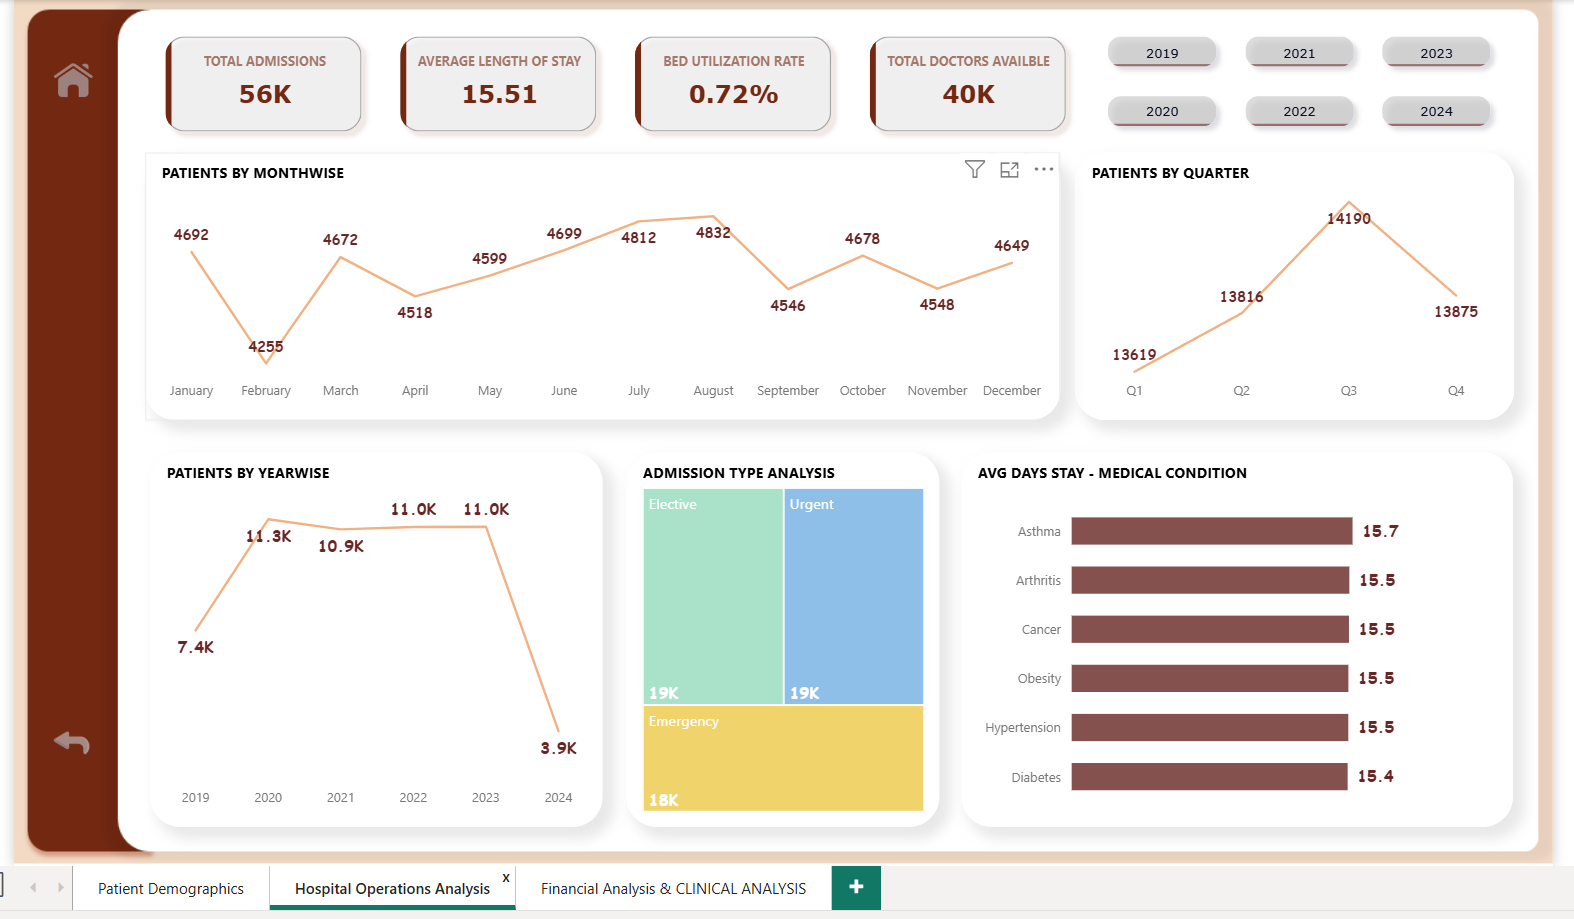 TOTAL ADMISSIONS
56K
AVERAGE LENGTH OF STAY
15.51
BED UTILIZATION RATE
0.72%
TOTAL DOCTORS AVAILBLE
40K
2019
2021
2023
2020
2022
2024
PATIENTS BY MONTHWISE
4692
4255
4672
4518
4599
4699
4812
4832
4546
4678
4548
4649
January
February
March
April
May
June
July
August
September
October
November
December
PATIENTS BY QUARTER
13619
13816
14190
13875
Q1
Q2
Q3
Q4
PATIENTS BY YEARWISE
7.4K
11.3K
10.9K
11.0K
11.0K
3.9K
2019
2020
2021
2022
2023
2024
ADMISSION TYPE ANALYSIS
Elective
19K
Urgent
19K
Emergency
18K
AVG DAYS STAY - MEDICAL CONDITION
Asthma 15.7
Arthritis 15.5
Cancer 15.5
Obesity 15.5
Hypertension 15.5
Diabetes 15.4
Patient Demographics
Hospital Operations Analysis x
Financial Analysis & CLINICAL ANALYSIS
+